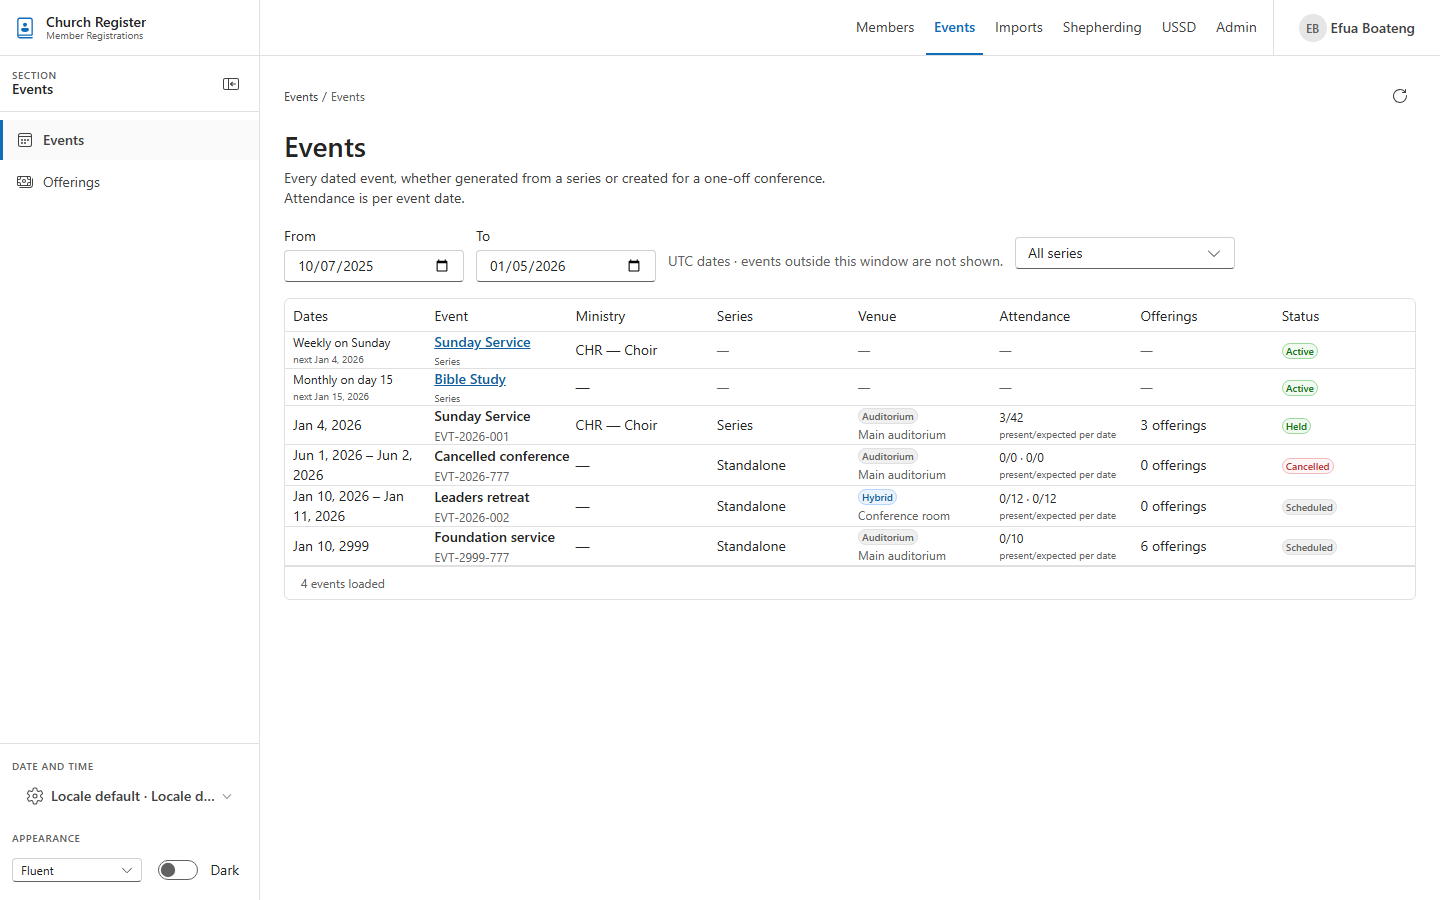 Church Register
Member Registrations
Members
Events
Imports
Shepherding
USSD
Admin
EB
Efua Boateng
SECTION
Events
Events
Offerings
Events / Events
Events
Every dated event, whether generated from a series or created for a one-off conference.
Attendance is per event date.
From
To
10/07/2025
01/05/2026
UTC dates · events outside this window are not shown.
All series
Dates Event Ministry Series Venue Attendance Offerings Status
Weekly on Sunday
next Jan 4, 2026
Sunday Service
Series
CHR — Choir
—
—
—
—
Active
Monthly on day 15
next Jan 15, 2026
Bible Study
Series
—
—
—
—
—
Active
Jan 4, 2026
Sunday Service
EVT-2026-001
CHR — Choir
Series
Auditorium
Main auditorium
3/42
present/expected per date
3 offerings
Held
Jun 1, 2026 – Jun 2,
2026
Cancelled conference
EVT-2026-777
—
Standalone
Auditorium
Main auditorium
0/0 · 0/0
present/expected per date
0 offerings
Cancelled
Jan 10, 2026 – Jan
11, 2026
Leaders retreat
EVT-2026-002
—
Standalone
Hybrid
Conference room
0/12 · 0/12
present/expected per date
0 offerings
Scheduled
Jan 10, 2999
Foundation service
EVT-2999-777
—
Standalone
Auditorium
Main auditorium
0/10
present/expected per date
6 offerings
Scheduled
4 events loaded
DATE AND TIME
Locale default · Locale d...
APPEARANCE
Fluent
Dark